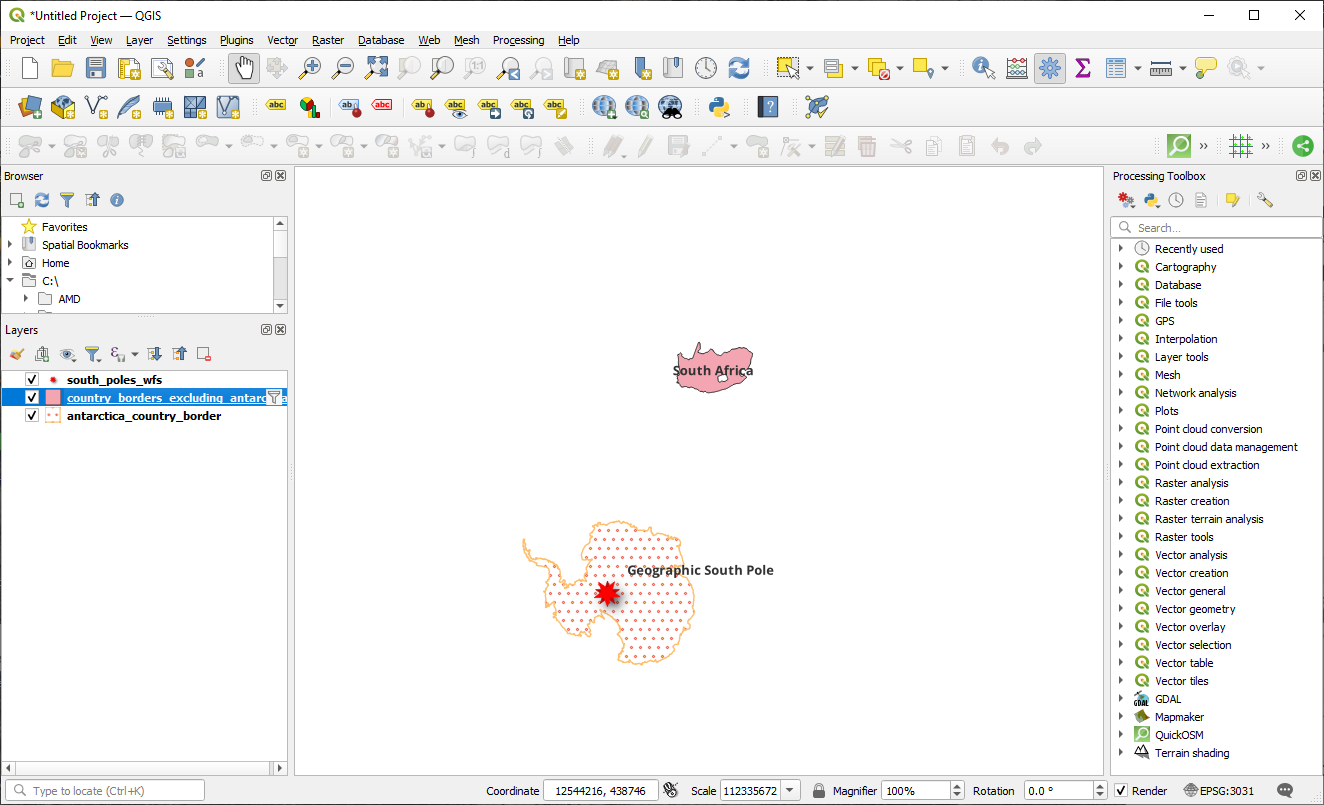 *Untitled Project — QGIS
Project Edit View Layer Settings Plugins Vector Raster Database Web Mesh Processing Help
Browser
Favorites
Spatial Bookmarks
Home
C:\
AMD
Layers
south_poles_wfs
country_borders_excluding_antarc
antarctica_country_border
South Africa
Geographic South Pole
Processing Toolbox
Search...
Recently used
Cartography
Database
File tools
GPS
Interpolation
Layer tools
Mesh
Network analysis
Plots
Point cloud conversion
Point cloud data management
Point cloud extraction
Raster analysis
Raster creation
Raster terrain analysis
Raster tools
Vector analysis
Vector creation
Vector general
Vector geometry
Vector overlay
Vector selection
Vector table
Vector tiles
GDAL
Mapmaker
QuickOSM
Terrain shading
Type to locate (Ctrl+K) Coordinate 12544216, 438746 Scale 112335672 Magnifier 100% Rotation 0.0 ° Render EPSG:3031